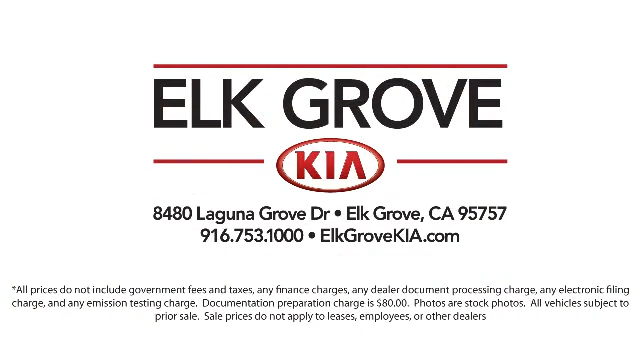 ELK GROVE
KIA
8480 Laguna Grove Dr • Elk Grove, CA 95757
916.753.1000 • ElkGroveKIA.com
*All prices do not include government fees and taxes, any finance charges, any dealer document processing charge, any electronic filing
charge, and any emission testing charge.  Documentation preparation charge is $80.00.  Photos are stock photos.  All vehicles subject to
prior sale.  Sale prices do not apply to leases, employees, or other dealers